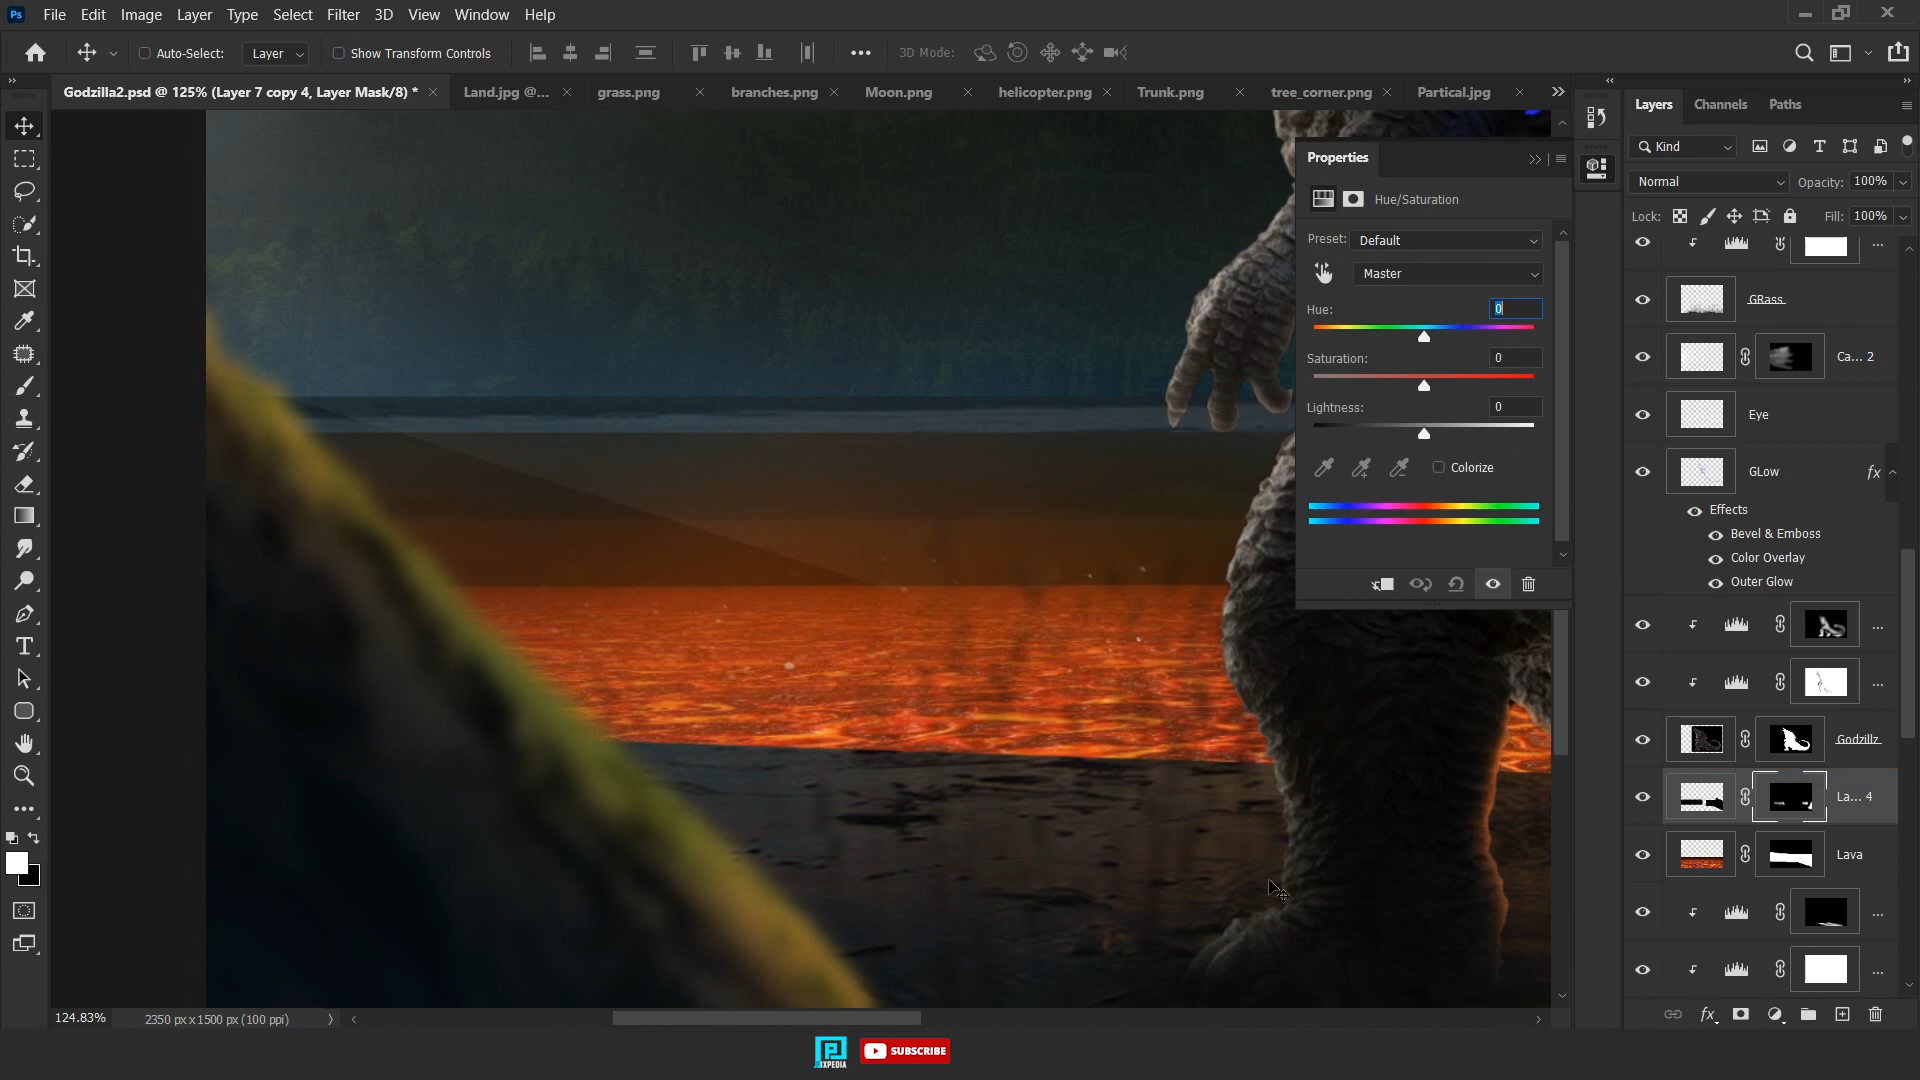 Ps File Edit Image Layer Type Select Filter 3D View Window Help
Auto-Select: Layer Show Transform Controls 3D Mode:
Godzilla2.psd @ 125% (Layer 7 copy 4, Layer Mask/8) * Land.jpg @... grass.png branches.png Moon.png helicopter.png Trunk.png tree_corner.png Partical.jpg
Properties
Hue/Saturation
Preset: Default
Master
Hue: 0
Saturation: 0
Lightness: 0
Colorize
Layers Channels Paths
Kind
Normal Opacity: 100%
Lock: Fill: 100%
...
GRass
Ca... 2
Eye
GLow fx
Effects
Bevel & Emboss
Color Overlay
Outer Glow
...
...
Godzillz
La... 4
Lava
...
...
fx
124.83% 2350 px x 1500 px (100 ppi)
PIXPEDIA
SUBSCRIBE